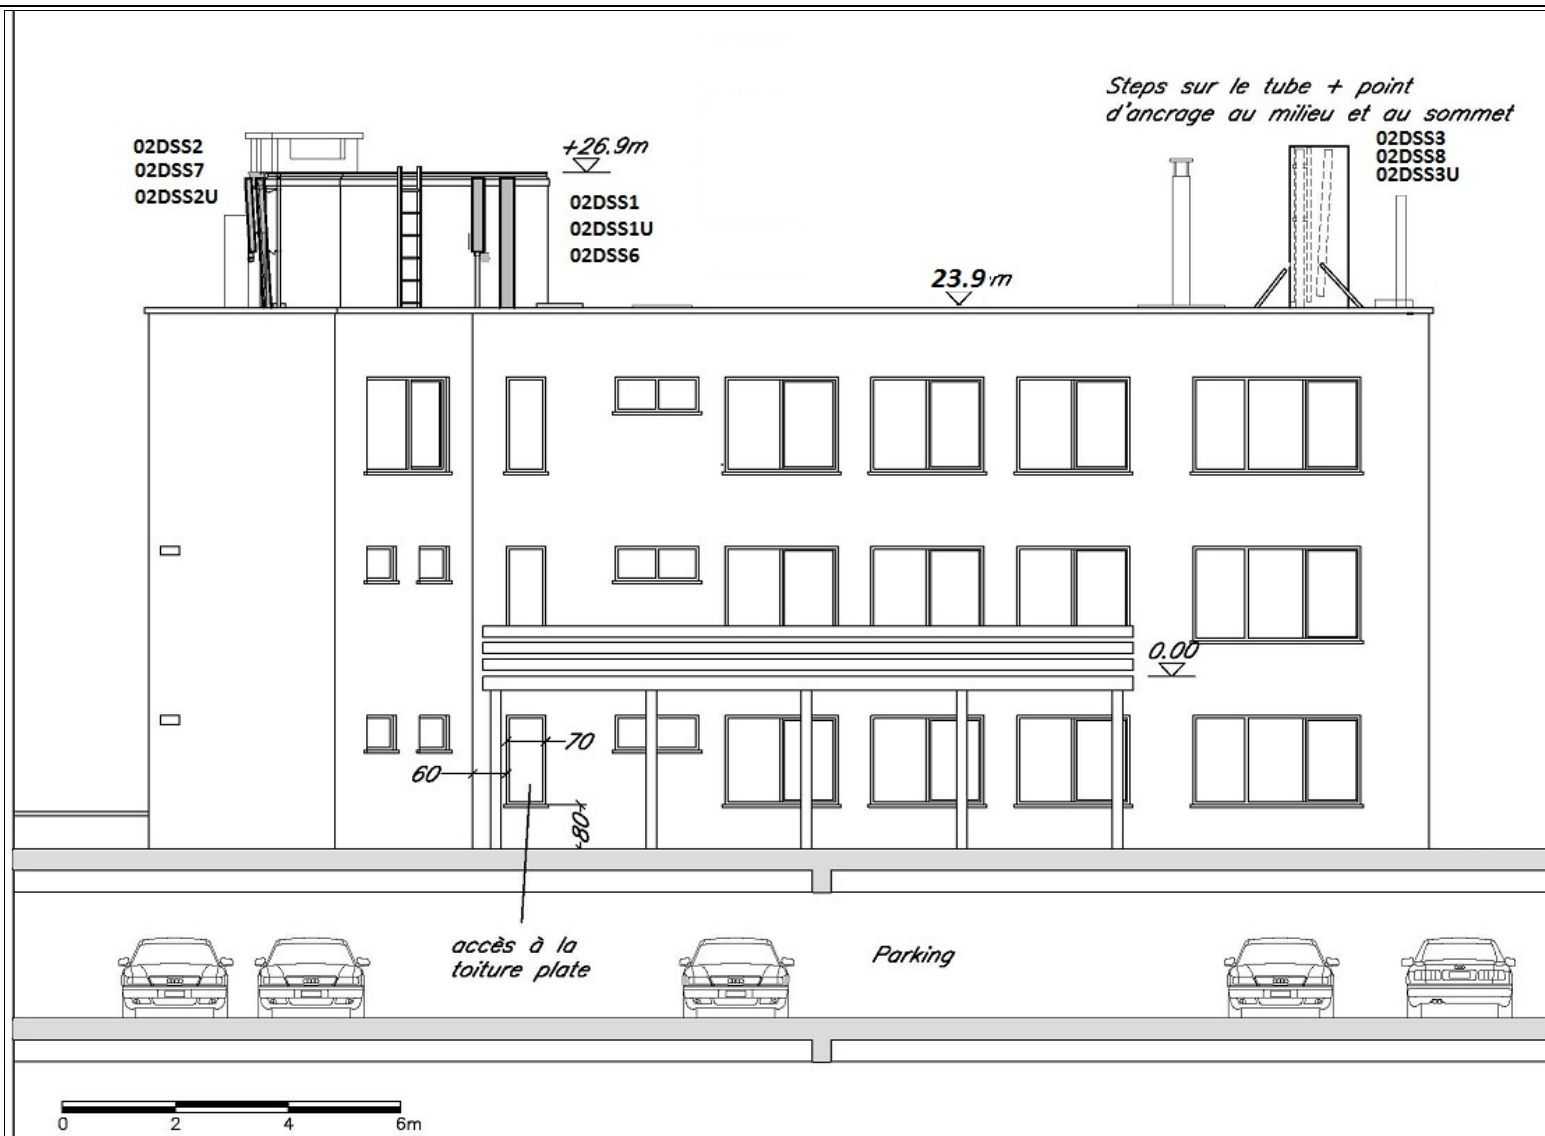 Steps sur le tube + point
d'ancrage au milieu et au sommet
02DSS2
02DSS7
02DSS2U
+26.9m
02DSS3
02DSS8
02DSS3U
02DSS1
02DSS1U
02DSS6
23.9 m
0.00
70
60
80
accès à la
toiture plate
Parking
0 2 4 6m